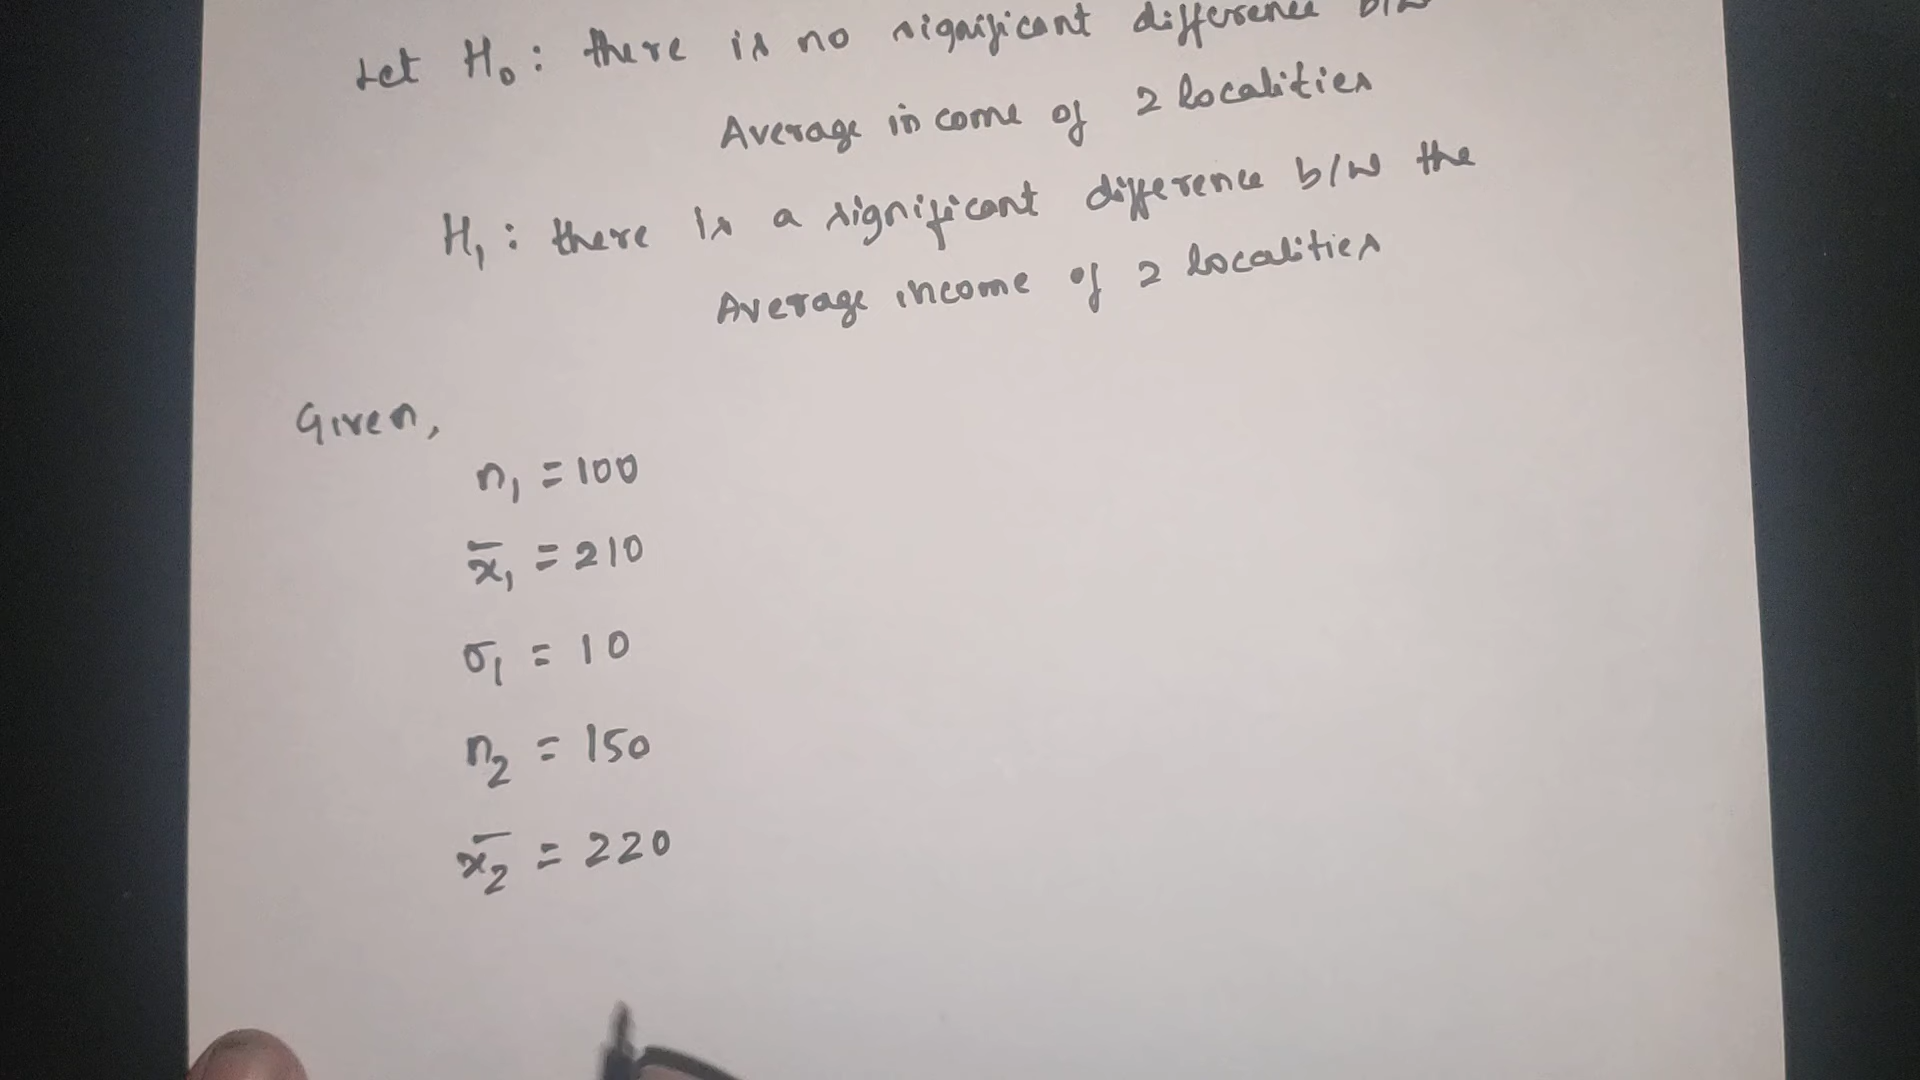 Let H₀ : there is no significant difference b/w
Average income of 2 localities
H₁ : there is a significant difference b/w the
Average income of 2 localities
Given,
n₁ = 100
x̄₁ = 210
σ₁ = 10
n₂ = 150
x̄₂ = 220